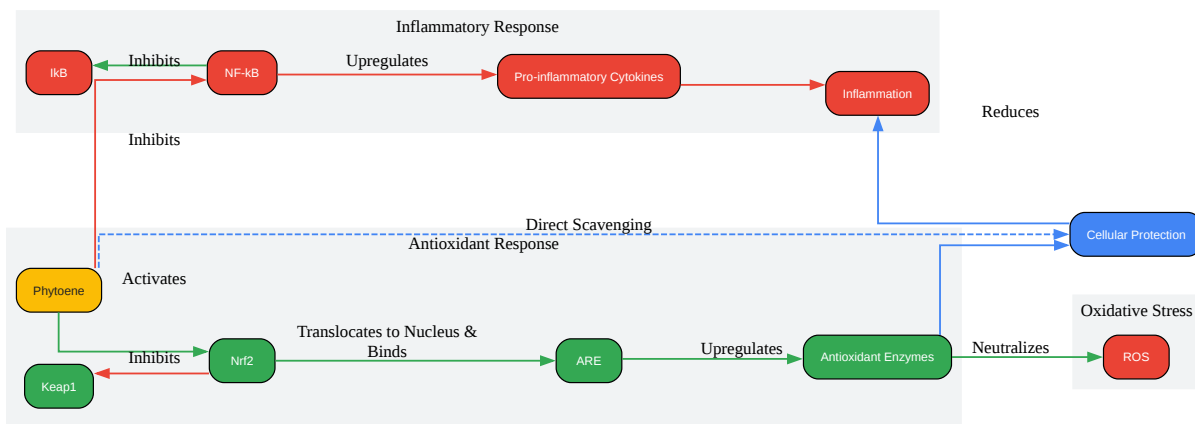 Inflammatory Response
IkB
Inhibits
NF-kB
Upregulates
Pro-inflammatory Cytokines
Inflammation
Reduces
Inhibits
Direct Scavenging
Antioxidant Response
Cellular Protection
Phytoene
Activates
Oxidative Stress
Translocates to Nucleus &
Binds
Inhibits
Nrf2
ARE
Upregulates
Antioxidant Enzymes
Neutralizes
ROS
Keap1